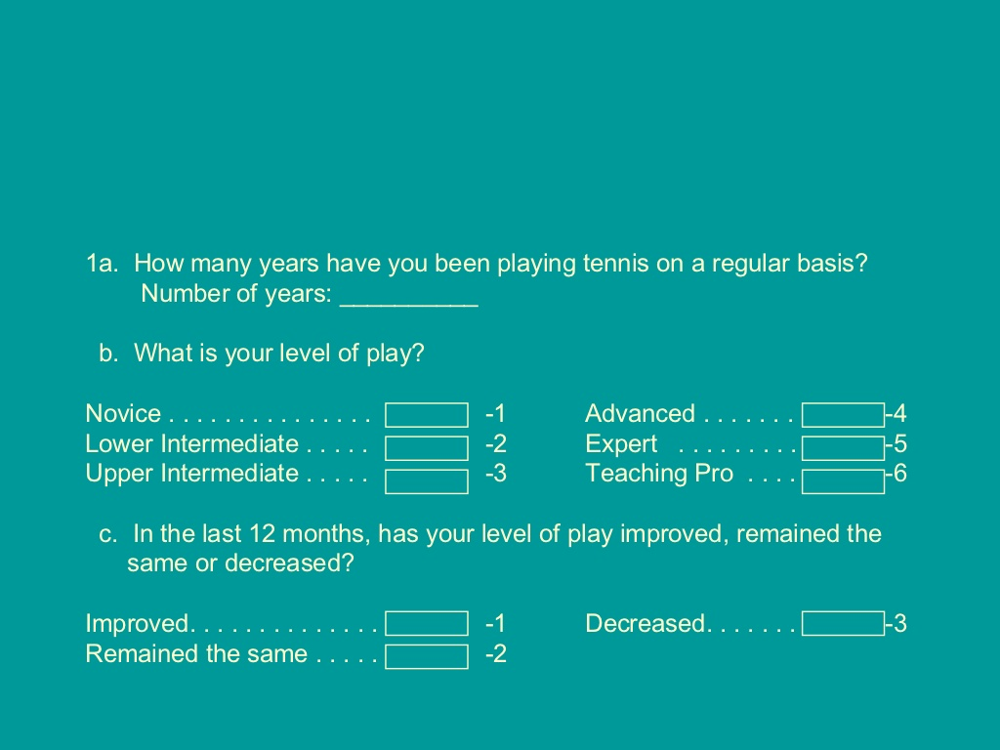 1a. How many years have you been playing tennis on a regular basis?
Number of years: __________
b. What is your level of play?
Novice . . . . . . . . . . . . . . . -1 Advanced . . . . . . . -4
Lower Intermediate . . . . . -2 Expert . . . . . . . . . -5
Upper Intermediate . . . . . -3 Teaching Pro . . . . -6
c. In the last 12 months, has your level of play improved, remained the
same or decreased?
Improved. . . . . . . . . . . . . . -1 Decreased. . . . . . . -3
Remained the same . . . . . -2